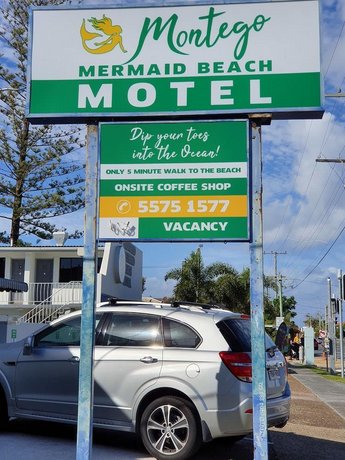 Montego
MERMAID BEACH
MOTEL
Dip your toes
into the Ocean!
ONLY 5 MINUTE WALK TO THE BEACH
ONSITE COFFEE SHOP
5575 1577
VACANCY